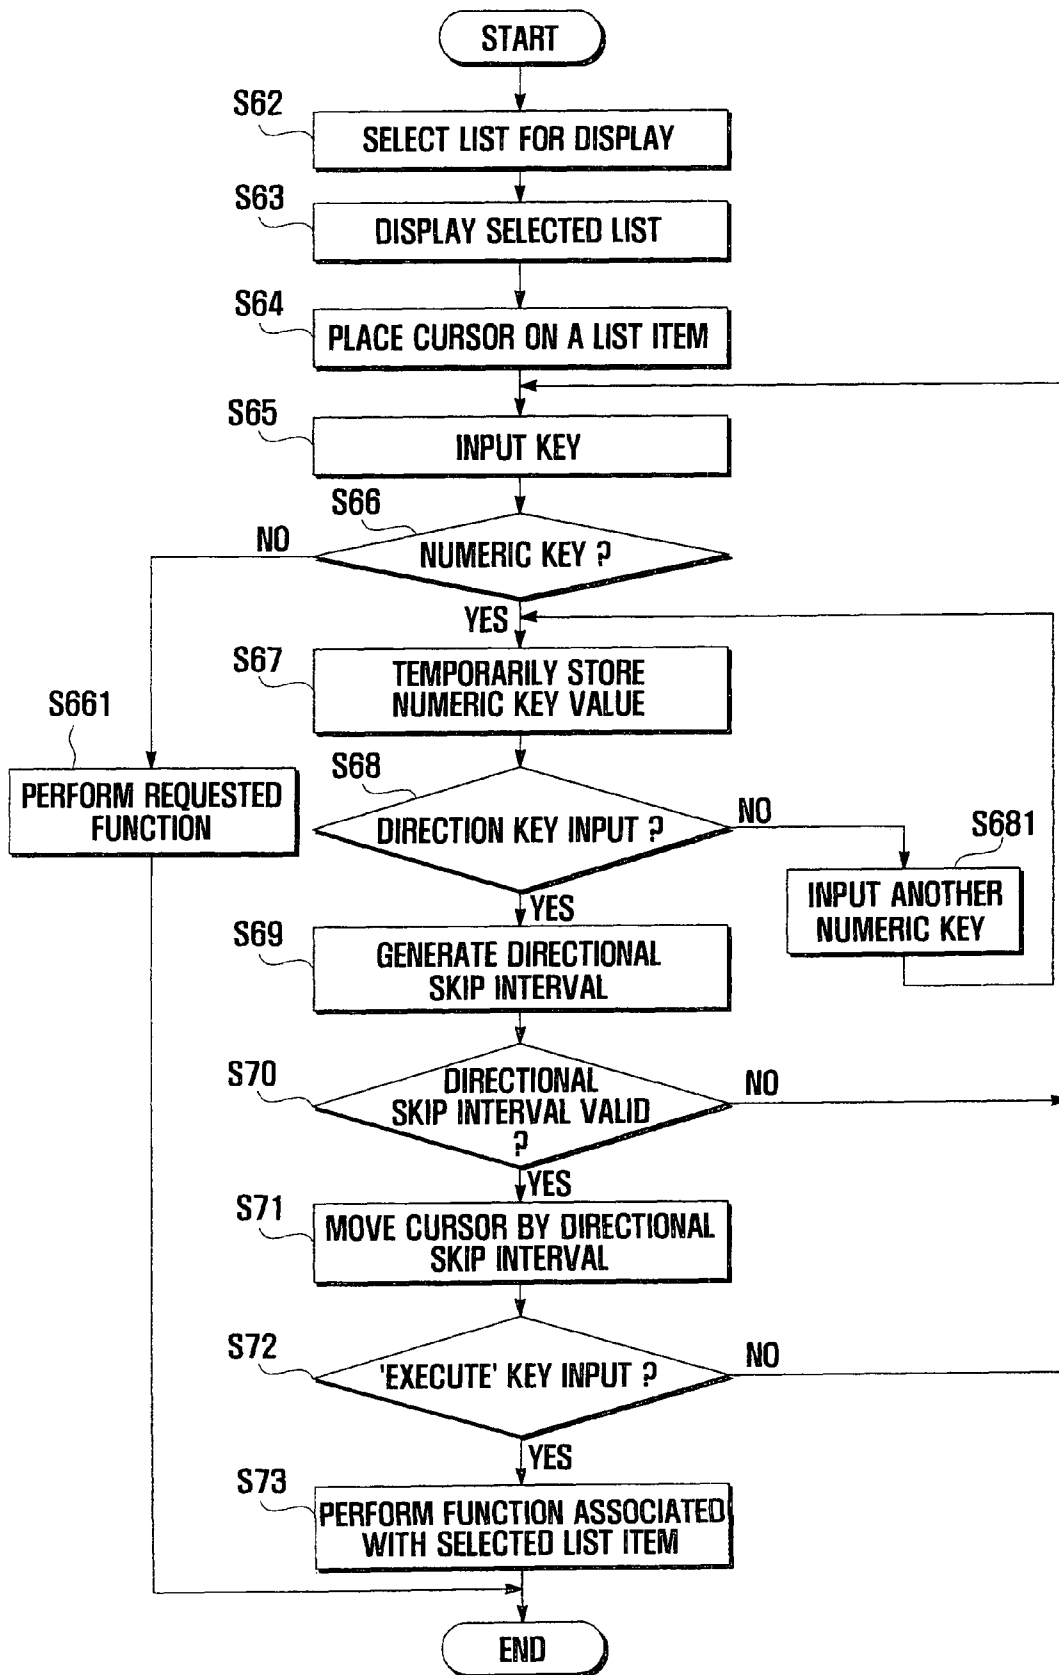 START
S62
SELECT LIST FOR DISPLAY
S63
DISPLAY SELECTED LIST
S64
PLACE CURSOR ON A LIST ITEM
S65
INPUT KEY
S66
NO
NUMERIC KEY ?
YES
S67
TEMPORARILY STORE
NUMERIC KEY VALUE
S661
PERFORM REQUESTED
FUNCTION
S68
DIRECTION KEY INPUT ?
NO
S681
INPUT ANOTHER
NUMERIC KEY
YES
S69
GENERATE DIRECTIONAL
SKIP INTERVAL
S70
DIRECTIONAL
SKIP INTERVAL VALID
?
NO
YES
S71
MOVE CURSOR BY DIRECTIONAL
SKIP INTERVAL
S72
'EXECUTE' KEY INPUT ?
NO
YES
S73
PERFORM FUNCTION ASSOCIATED
WITH SELECTED LIST ITEM
END